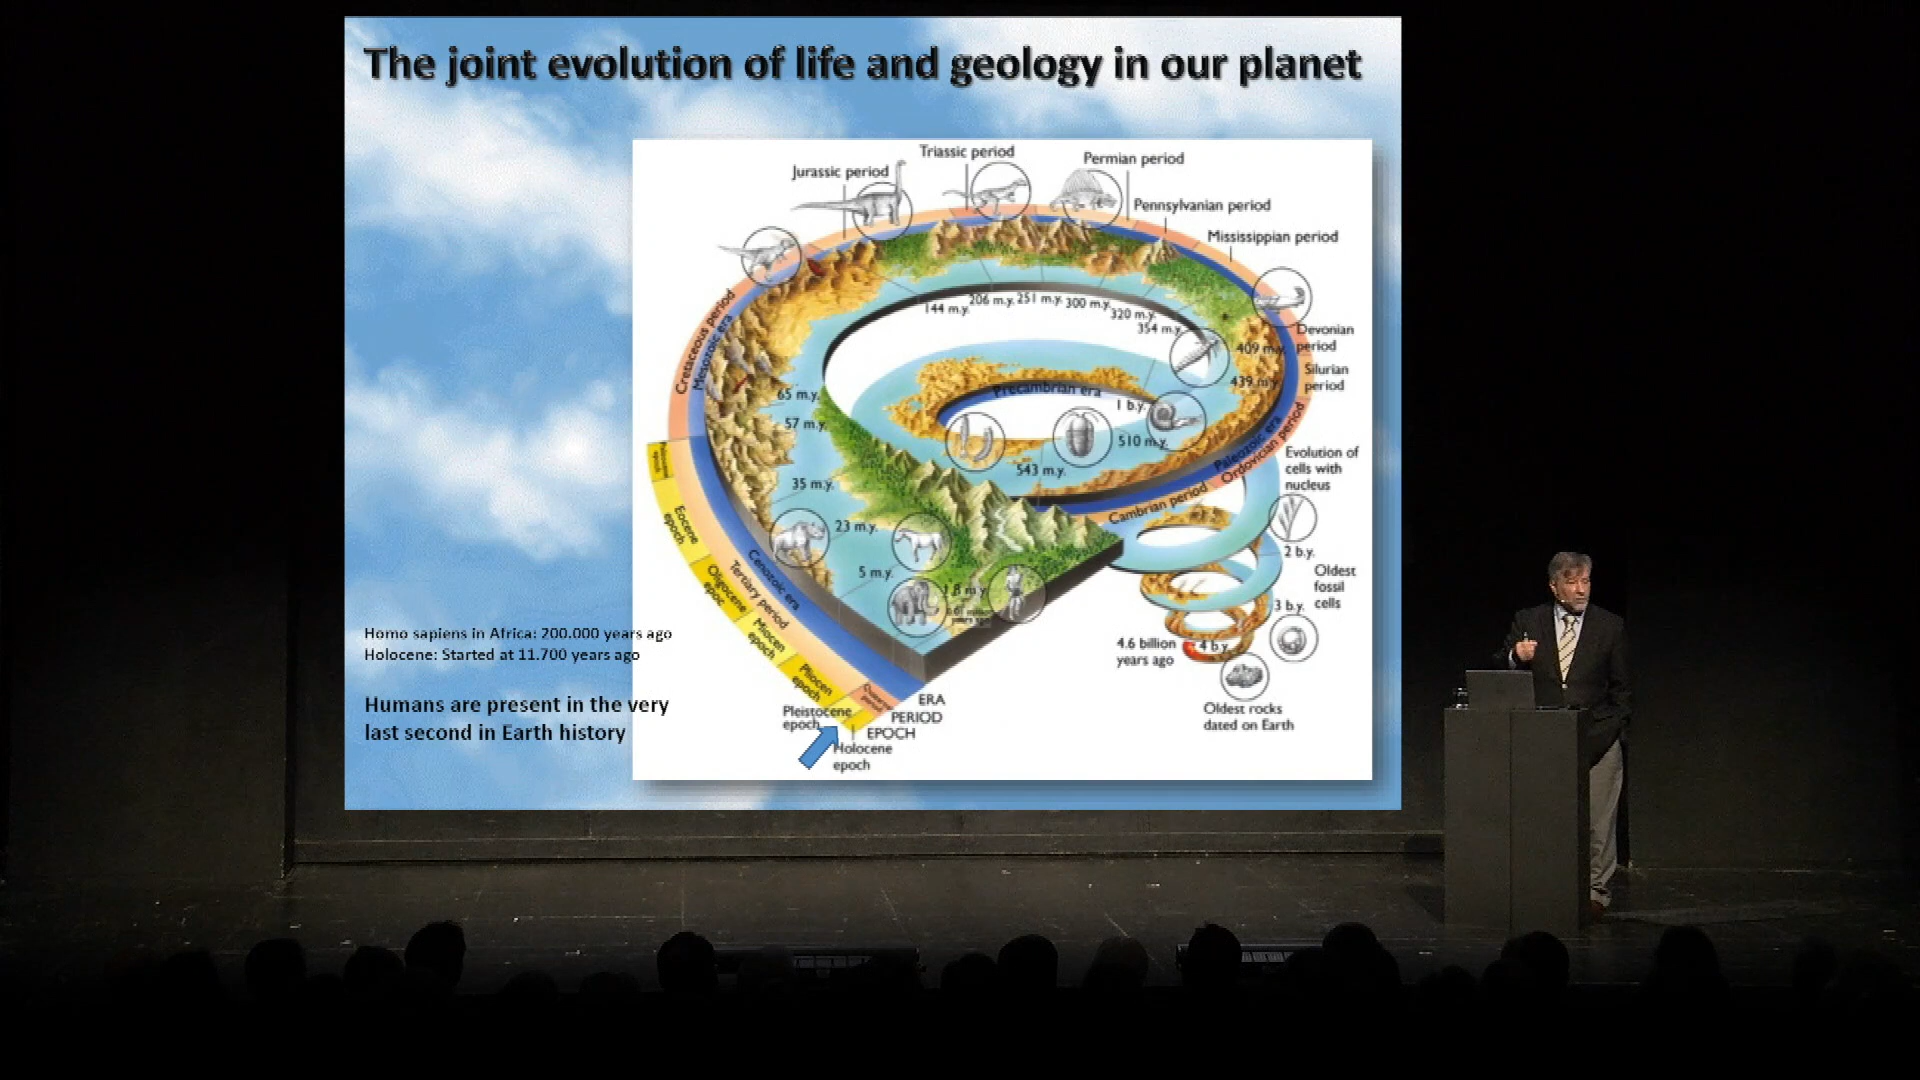 The joint evolution of life and geology in our planet
Triassic period
Permian period
Jurassic period
Pennsylvanian period
Mississippian period
Cretaceous period
Mesozoic era
144 m.y.
206 m.y.
251 m.y.
300 m.y.
320 m.y.
354 m.y.
Devonian
period
409 m.y.
Silurian
period
439 m.y.
65 m.y.
57 m.y.
Precambrian era
1 b.y.
510 m.y.
543 m.y.
Paleozoic era
Ordovician period
Cambrian period
Evolution of
cells with
nucleus
35 m.y.
23 m.y.
5 m.y.
Eocene
epoch
Oligocene
epoc
Miocen
epoch
Pliocen
epoch
Cenozoic era
Tertiary period
2 b.y.
Oldest
fossil
cells
3 b.y.
4.6 billion
years ago
4 b.y.
Oldest rocks
dated on Earth
Homo sapiens in Africa: 200.000 years ago
Holocene: Started at 11.700 years ago
Humans are present in the very
last second in Earth history
ERA
PERIOD
EPOCH
Pleistocene
epoch
Holocene
epoch